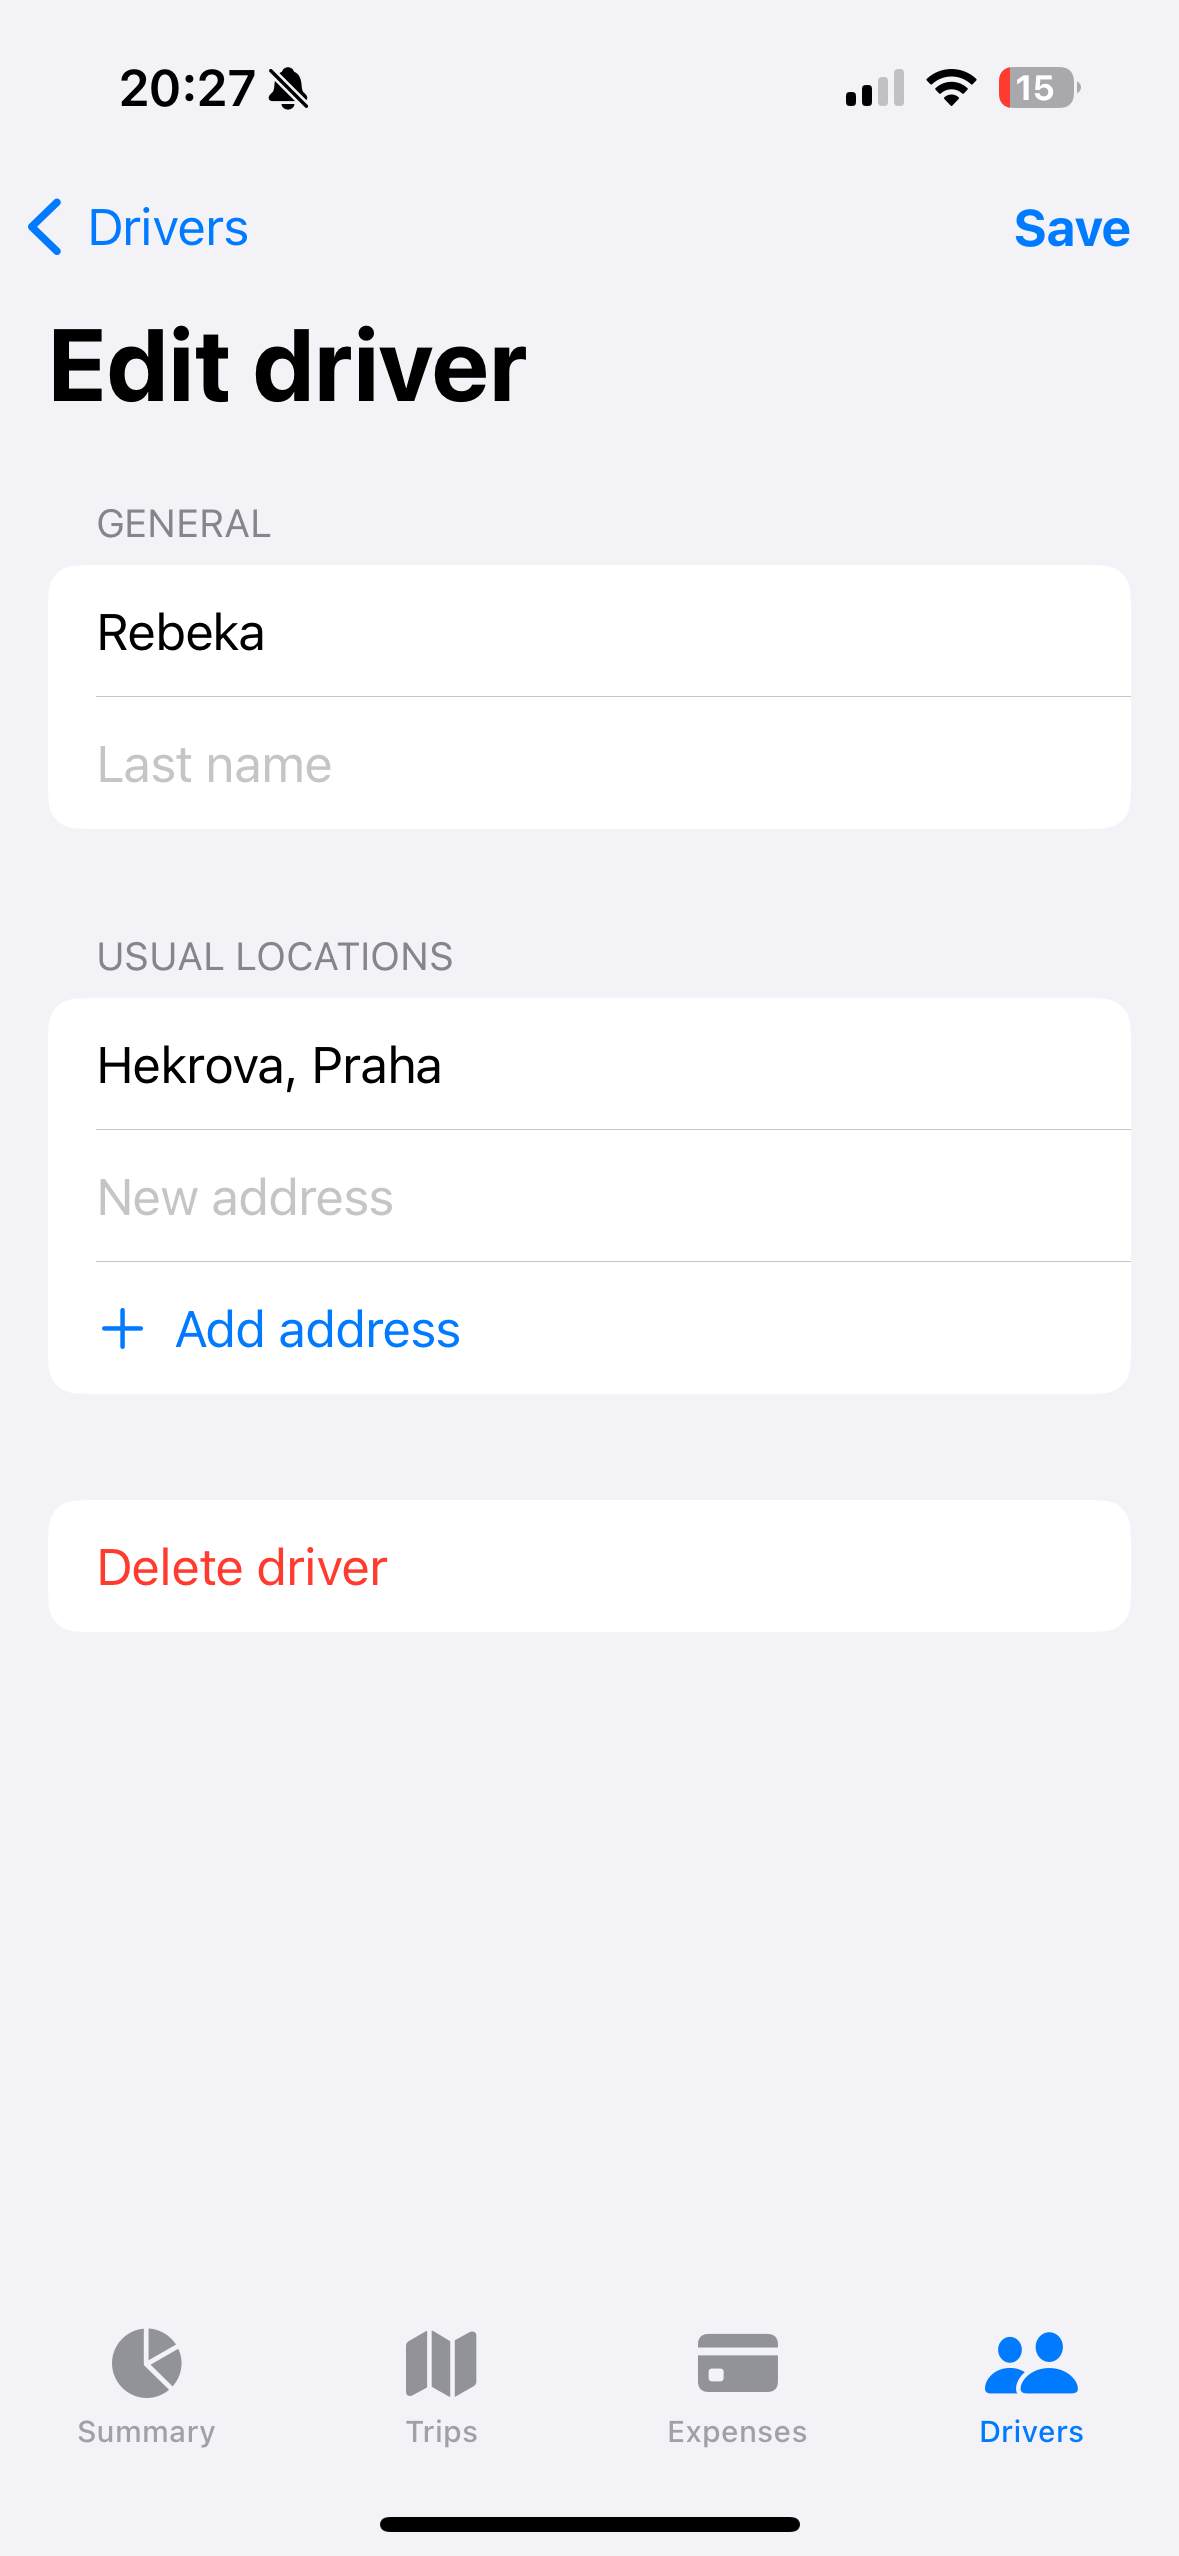 20:27
15
Drivers
Save
Edit driver
GENERAL
Rebeka
Last name
USUAL LOCATIONS
Hekrova, Praha
New address
Add address
Delete driver
Summary
Trips
Expenses
Drivers